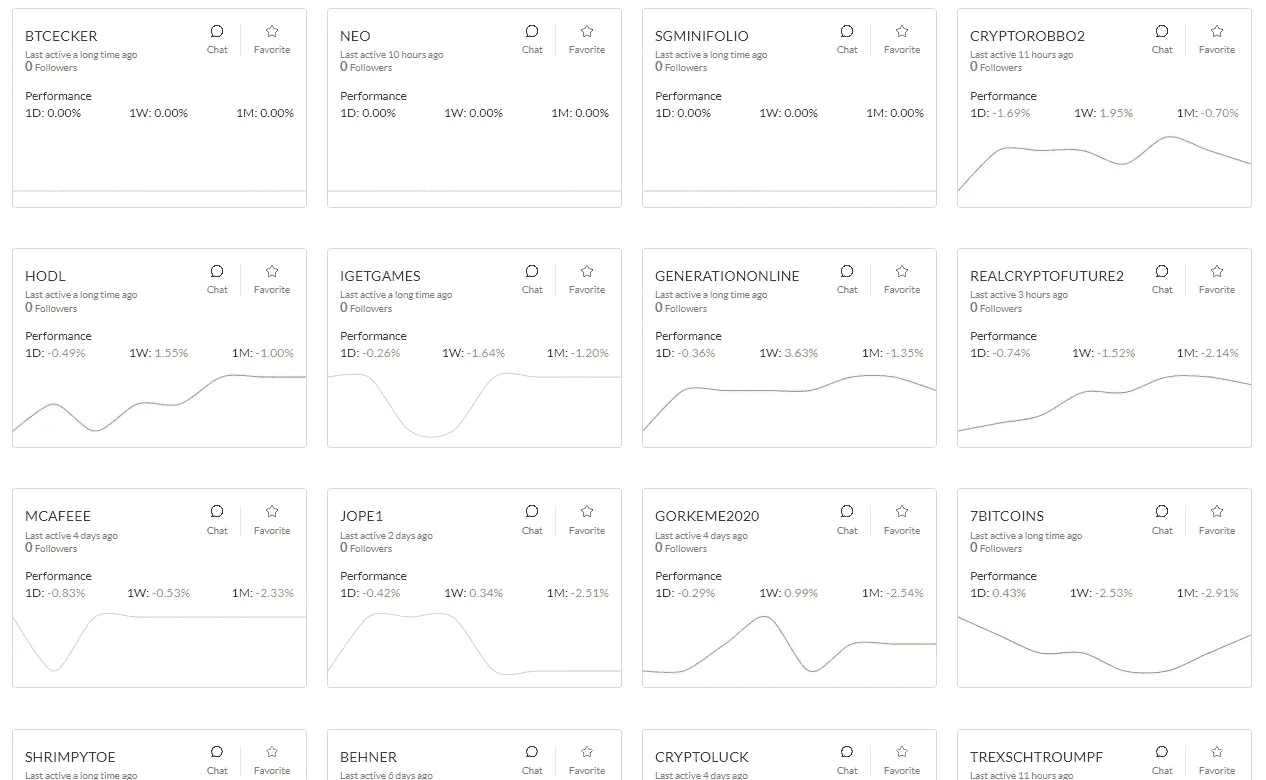 BTCECKER
Chat
Favorite
Last active a long time ago
0 Followers
Performance
1D: 0.00% 1W: 0.00% 1M: 0.00%
NEO
Chat
Favorite
Last active 10 hours ago
0 Followers
Performance
1D: 0.00% 1W: 0.00% 1M: 0.00%
SGMINIFOLIO
Chat
Favorite
Last active a long time ago
0 Followers
Performance
1D: 0.00% 1W: 0.00% 1M: 0.00%
CRYPTOROBBO2
Chat
Favorite
Last active 11 hours ago
0 Followers
Performance
1D: -1.69% 1W: 1.95% 1M: -0.70%
HODL
Chat
Favorite
Last active a long time ago
0 Followers
Performance
1D: -0.49% 1W: 1.55% 1M: -1.00%
IGETGAMES
Chat
Favorite
Last active a long time ago
0 Followers
Performance
1D: -0.26% 1W: -1.64% 1M: -1.20%
GENERATIONONLINE
Chat
Favorite
Last active a long time ago
0 Followers
Performance
1D: -0.36% 1W: 3.63% 1M: -1.35%
REALCRYPTOFUTURE2
Chat
Favorite
Last active 3 hours ago
0 Followers
Performance
1D: -0.74% 1W: -1.52% 1M: -2.14%
MCAFEEE
Chat
Favorite
Last active 4 days ago
0 Followers
Performance
1D: -0.83% 1W: -0.53% 1M: -2.33%
JOPE1
Chat
Favorite
Last active 2 days ago
0 Followers
Performance
1D: -0.42% 1W: 0.34% 1M: -2.51%
GORKEME2020
Chat
Favorite
Last active 4 days ago
0 Followers
Performance
1D: -0.29% 1W: 0.99% 1M: -2.54%
7BITCOINS
Chat
Favorite
Last active a long time ago
0 Followers
Performance
1D: 0.43% 1W: -2.53% 1M: -2.91%
SHRIMPYTOE
Chat
Favorite
Last active a long time ago
BEHNER
Chat
Favorite
Last active 6 days ago
CRYPTOLUCK
Chat
Favorite
Last active 4 days ago
TREXSCHTROUMPF
Chat
Favorite
Last active 11 hours ago